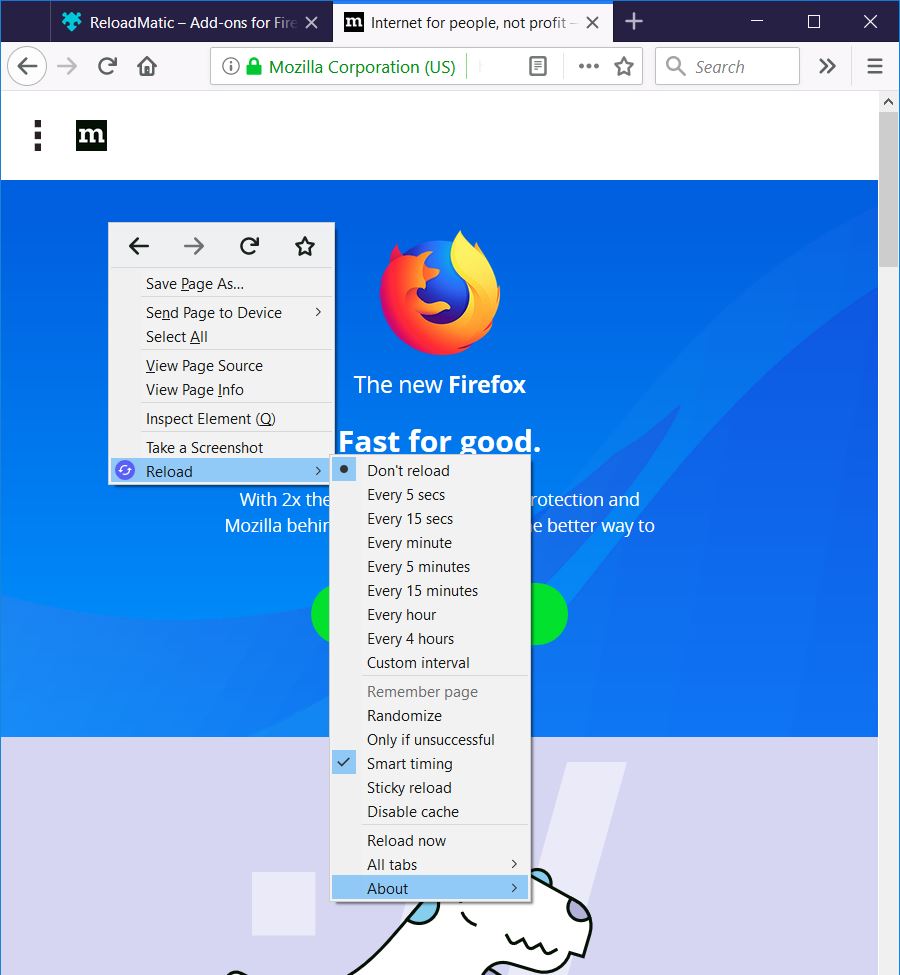 ReloadMatic – Add-ons for Fire
m Internet for people, not profit –
Mozilla Corporation (US)
Search
m
Save Page As...
Send Page to Device
Select All
View Page Source
View Page Info
Inspect Element (Q)
Take a Screenshot
Reload
The new Firefox
Fast for good.
With 2x the
rotection and
Mozilla behin
e better way to
Don't reload
Every 5 secs
Every 15 secs
Every minute
Every 5 minutes
Every 15 minutes
Every hour
Every 4 hours
Custom interval
Remember page
Randomize
Only if unsuccessful
Smart timing
Sticky reload
Disable cache
Reload now
All tabs
About
:/